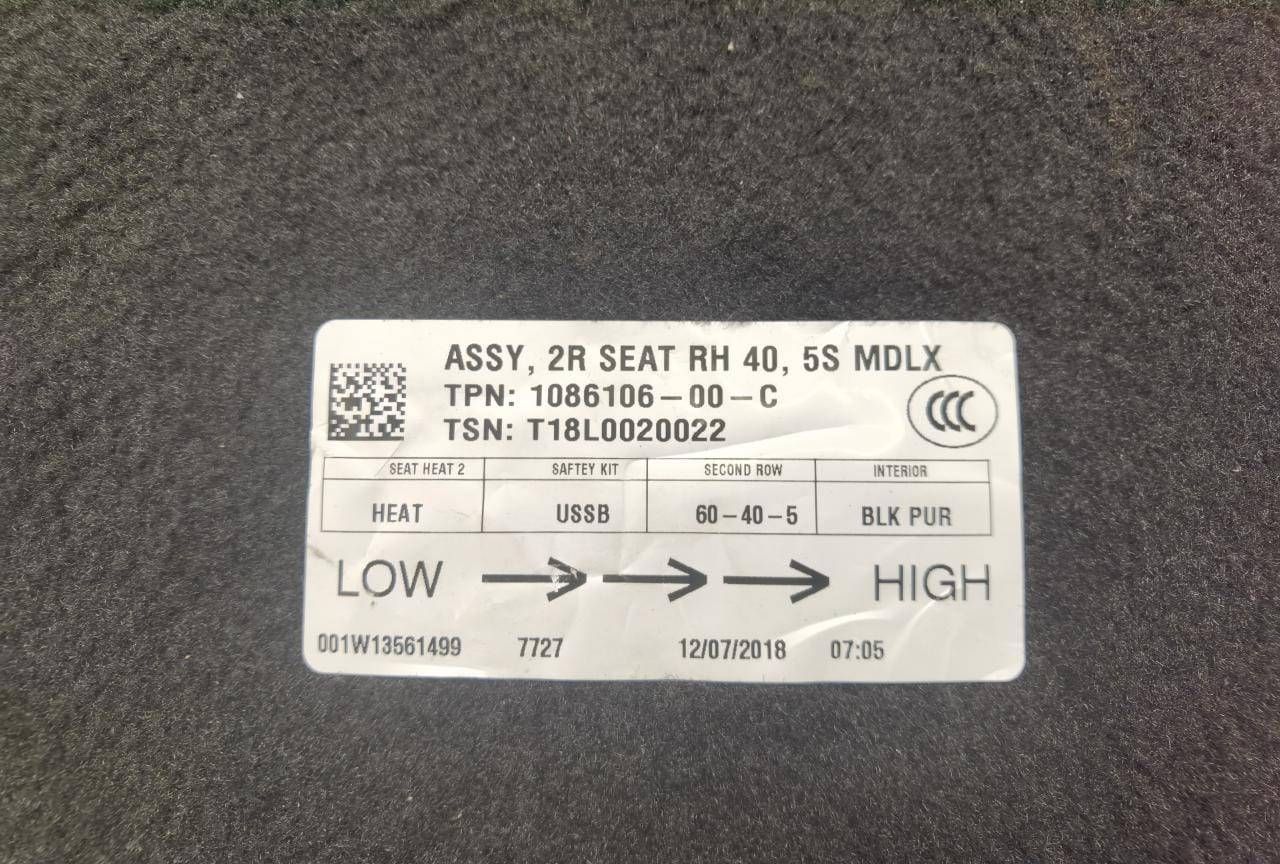 ASSY, 2R SEAT RH 40, 5S MDLX
TPN: 1086106-00-C
TSN: T18L0020022
CCC
SEAT HEAT 2 SAFTEY KIT SECOND ROW INTERIOR
HEAT USSB 60-40-5 BLK PUR
LOW HIGH
001W13561499 7727 12/07/2018 07:05